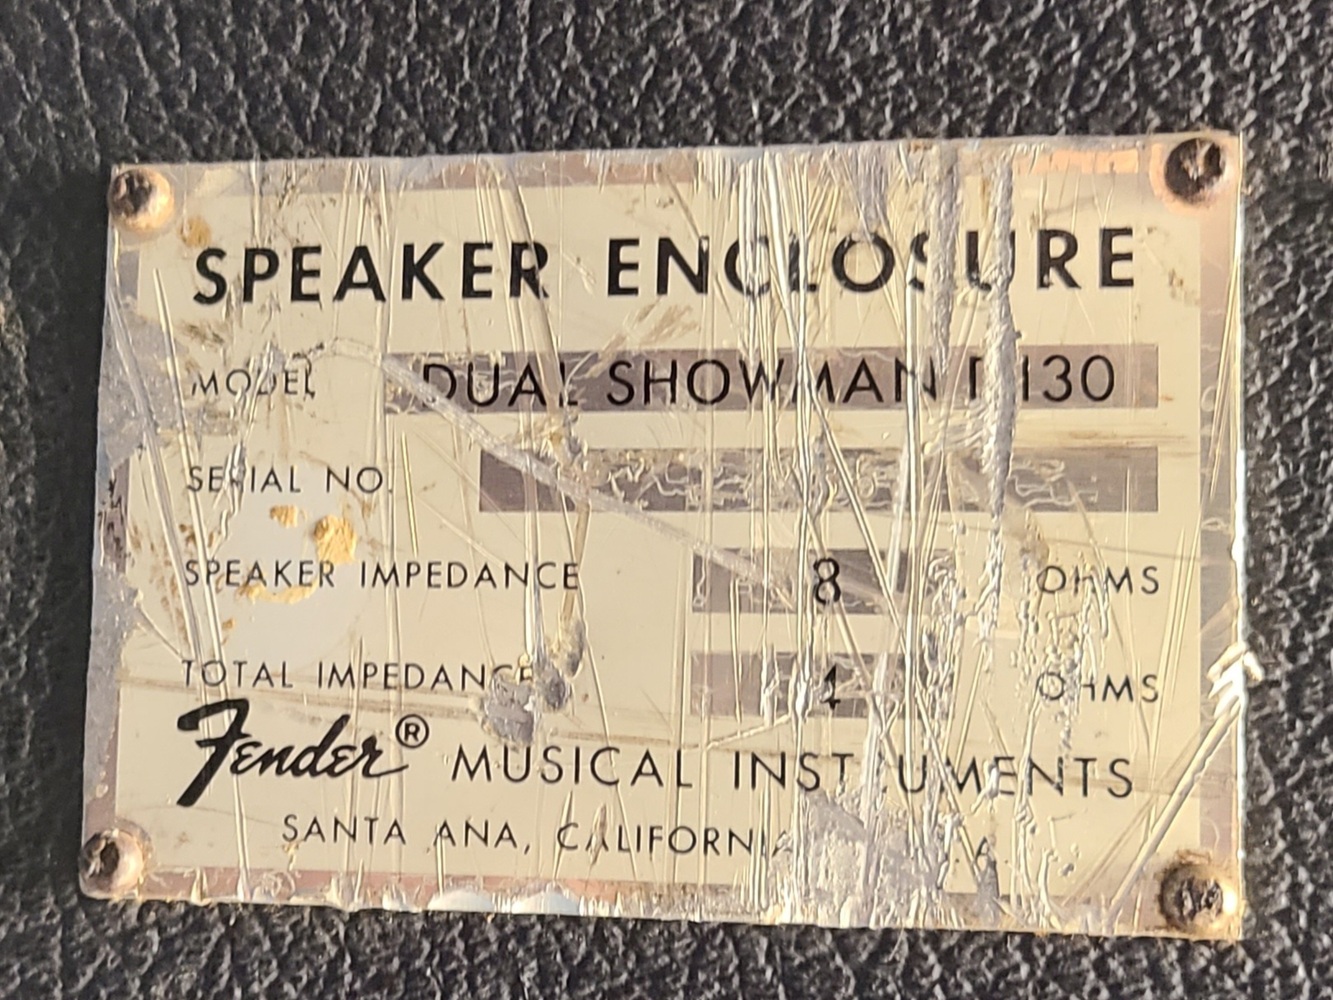 SPEAKER ENCLOSURE
MODEL DUAL SHOWMAN D130
SERIAL NO.
SPEAKER IMPEDANCE 8 OHMS
TOTAL IMPEDANCE 4 OHMS
Fender® MUSICAL INSTRUMENTS
SANTA ANA, CALIFORNIA